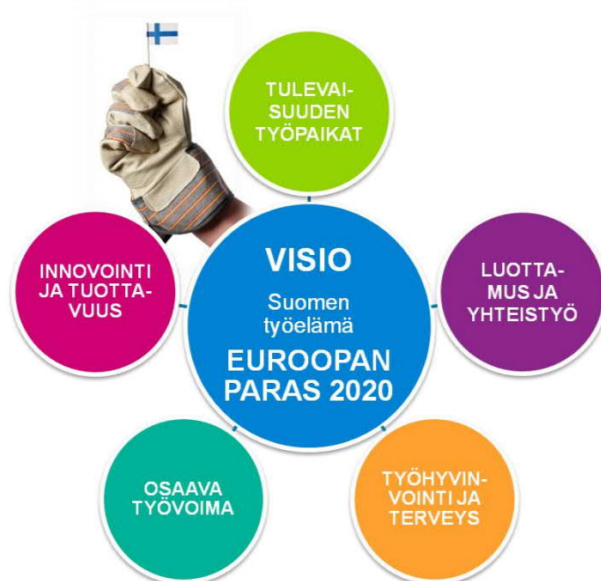 TULEVAI-
SUUDEN
TYÖPAIKAT
INNOVOINTI
JA TUOTTA-
VUUS
VISIO
Suomen
työelämä
EUROOPAN
PARAS 2020
LUOTTA-
MUS JA
YHTEISTYÖ
OSAAVA
TYÖVOIMA
TYÖHYVIN-
VOINTI JA
TERVEYS